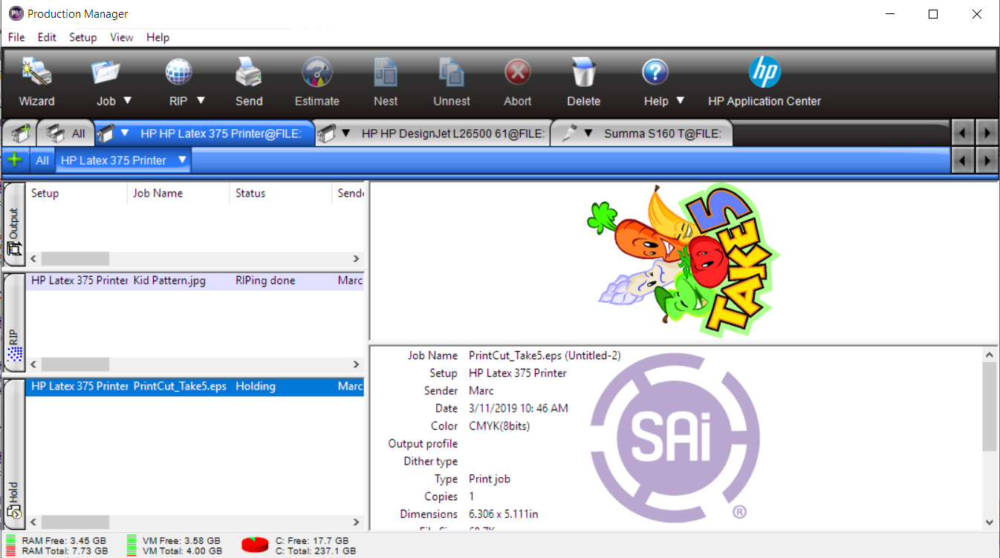 Production Manager
File Edit Setup View Help
Wizard Job RIP Send Estimate Nest Unnest Abort Delete Help HP Application Center
All HP HP Latex 375 Printer@FILE: HP HP DesignJet L26500 61@FILE: Summa S160 T@FILE:
All HP Latex 375 Printer
Output
Setup Job Name Status Sende
RIP
HP Latex 375 Printer Kid Pattern.jpg RIPing done Marc
Hold
HP Latex 375 Printer PrintCut_Take5.eps Holding Marc
TAKE 5
Job Name PrintCut_Take5.eps (Untitled-2)
Setup HP Latex 375 Printer
Sender Marc
Date 3/11/2019 10: 46 AM
Color CMYK(8bits)
Output profile
Dither type
Type Print job
Copies 1
Dimensions 6.306 x 5.111in
SAi
®
RAM Free: 3.45 GB VM Free: 3.58 GB C: Free: 17.7 GB
RAM Total: 7.73 GB VM Total: 4.00 GB C: Total: 237.1 GB